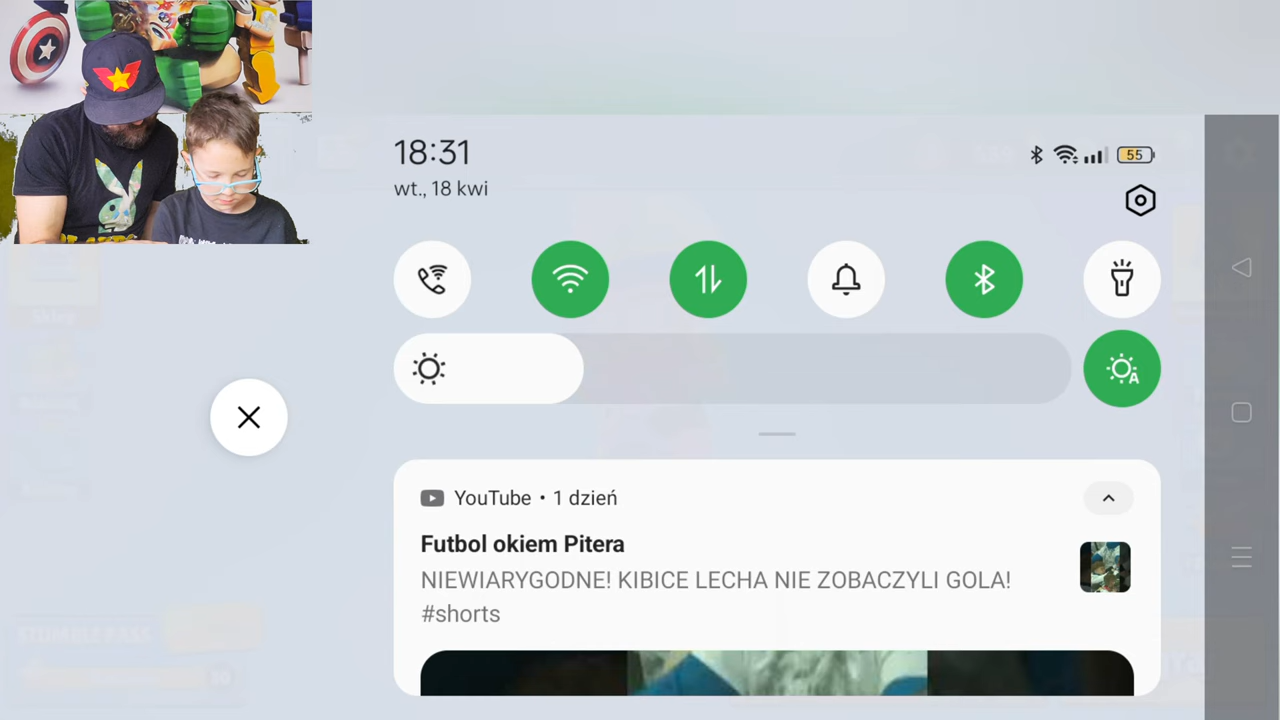 18:31
55
wt., 18 kwi
A
YouTube • 1 dzień
Futbol okiem Pitera
NIEWIARYGODNE! KIBICE LECHA NIE ZOBACZYLI GOLA!
#shorts